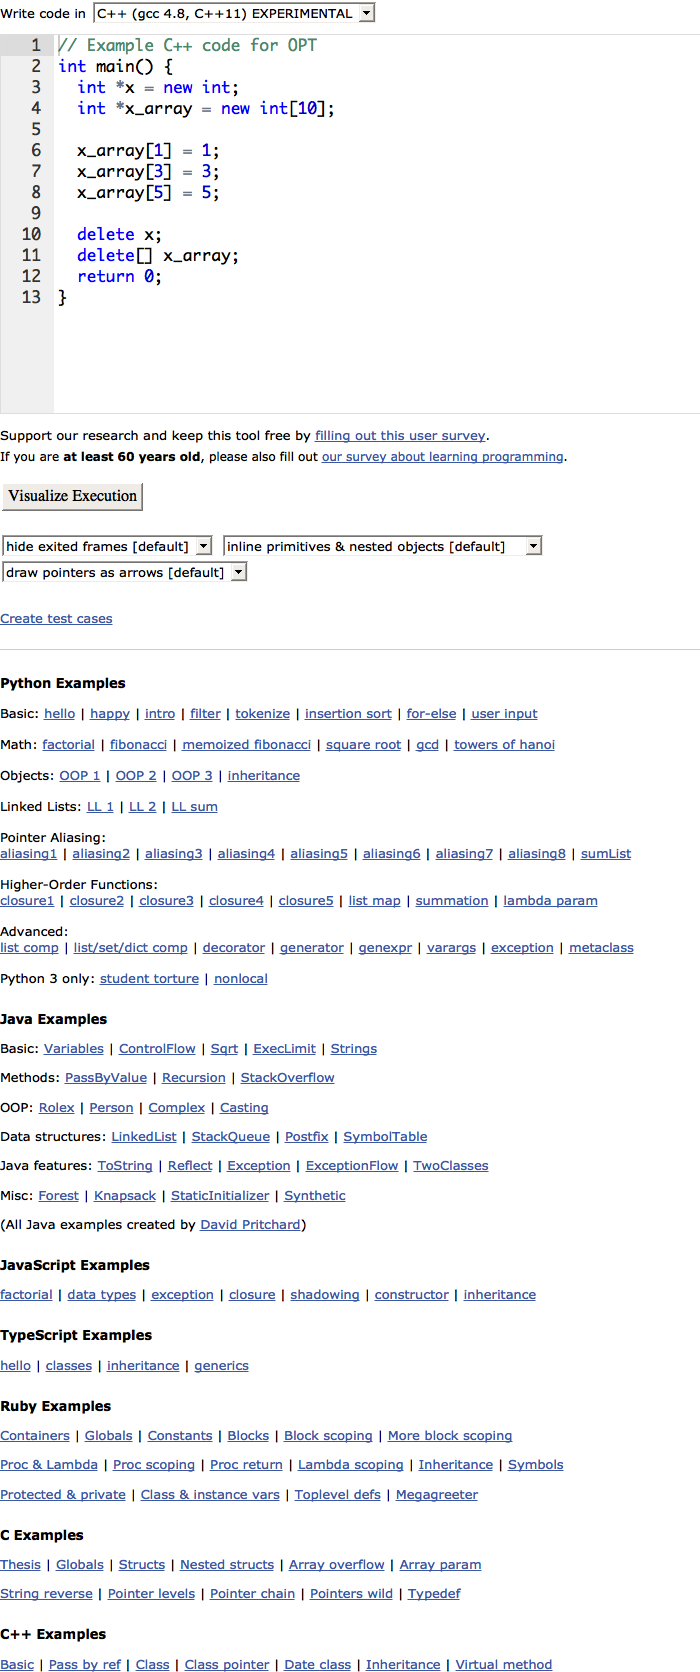 Write code in C++ (gcc 4.8, C++11) EXPERIMENTAL
1 // Example C++ code for OPT
2 int main() {
3 int *x = new int;
4 int *x_array = new int[10];
5
6 x_array[1] = 1;
7 x_array[3] = 3;
8 x_array[5] = 5;
9
10 delete x;
11 delete[] x_array;
12 return 0;
13 }
Support our research and keep this tool free by filling out this user survey.
If you are at least 60 years old, please also fill out our survey about learning programming.
Visualize Execution
hide exited frames [default] inline primitives & nested objects [default]
draw pointers as arrows [default]
Create test cases
Python Examples
Basic: hello | happy | intro | filter | tokenize | insertion sort | for-else | user input
Math: factorial | fibonacci | memoized fibonacci | square root | gcd | towers of hanoi
Objects: OOP 1 | OOP 2 | OOP 3 | inheritance
Linked Lists: LL 1 | LL 2 | LL sum
Pointer Aliasing:
aliasing1 | aliasing2 | aliasing3 | aliasing4 | aliasing5 | aliasing6 | aliasing7 | aliasing8 | sumList
Higher-Order Functions:
closure1 | closure2 | closure3 | closure4 | closure5 | list map | summation | lambda param
Advanced:
list comp | list/set/dict comp | decorator | generator | genexpr | varargs | exception | metaclass
Python 3 only: student torture | nonlocal
Java Examples
Basic: Variables | ControlFlow | Sqrt | ExecLimit | Strings
Methods: PassByValue | Recursion | StackOverflow
OOP: Rolex | Person | Complex | Casting
Data structures: LinkedList | StackQueue | Postfix | SymbolTable
Java features: ToString | Reflect | Exception | ExceptionFlow | TwoClasses
Misc: Forest | Knapsack | StaticInitializer | Synthetic
(All Java examples created by David Pritchard)
JavaScript Examples
factorial | data types | exception | closure | shadowing | constructor | inheritance
TypeScript Examples
hello | classes | inheritance | generics
Ruby Examples
Containers | Globals | Constants | Blocks | Block scoping | More block scoping
Proc & Lambda | Proc scoping | Proc return | Lambda scoping | Inheritance | Symbols
Protected & private | Class & instance vars | Toplevel defs | Megagreeter
C Examples
Thesis | Globals | Structs | Nested structs | Array overflow | Array param
String reverse | Pointer levels | Pointer chain | Pointers wild | Typedef
C++ Examples
Basic | Pass by ref | Class | Class pointer | Date class | Inheritance | Virtual method